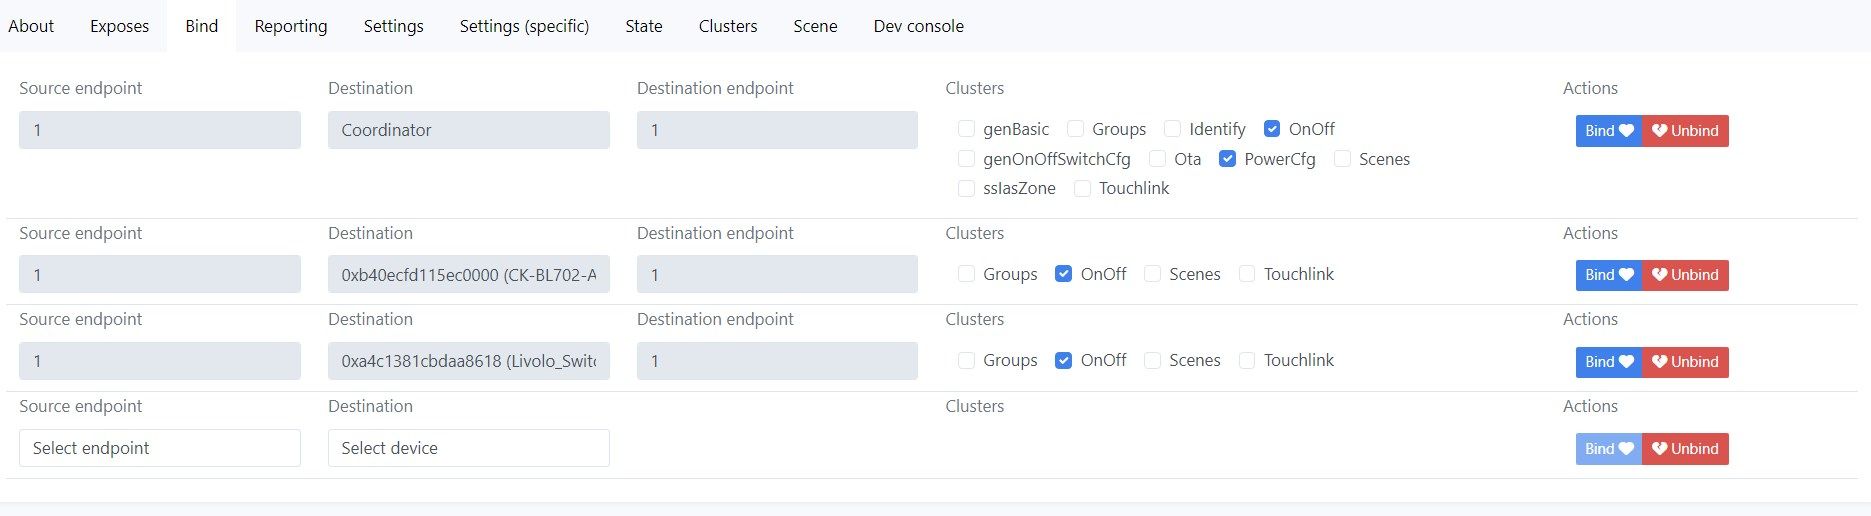 About Exposes Bind Reporting Settings Settings (specific) State Clusters Scene Dev console
Source endpoint Destination Destination endpoint Clusters Actions
1 Coordinator 1 genBasic Groups Identify OnOff Bind Unbind
genOnOffSwitchCfg Ota PowerCfg Scenes
ssIasZone Touchlink
Source endpoint Destination Destination endpoint Clusters Actions
1 0xb40ecfd115ec0000 (CK-BL702-A 1 Groups OnOff Scenes Touchlink Bind Unbind
Source endpoint Destination Destination endpoint Clusters Actions
1 0xa4c1381cbdaa8618 (Livolo_Switc 1 Groups OnOff Scenes Touchlink Bind Unbind
Source endpoint Destination Clusters Actions
Select endpoint Select device Bind Unbind